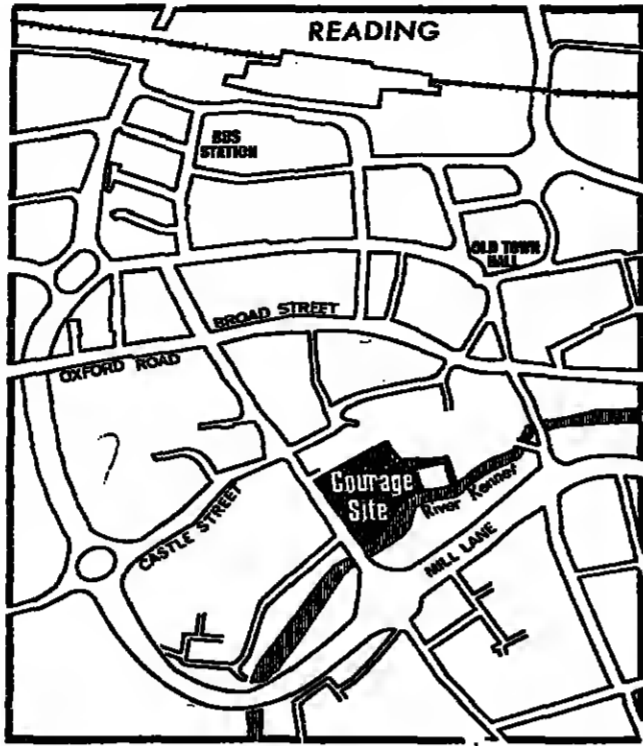 READING
BUS
STATION
OLD TOWN
HALL
BROAD STREET
OXFORD ROAD
Courage
Site
River Kennet
CASTLE STREET
MILL LANE